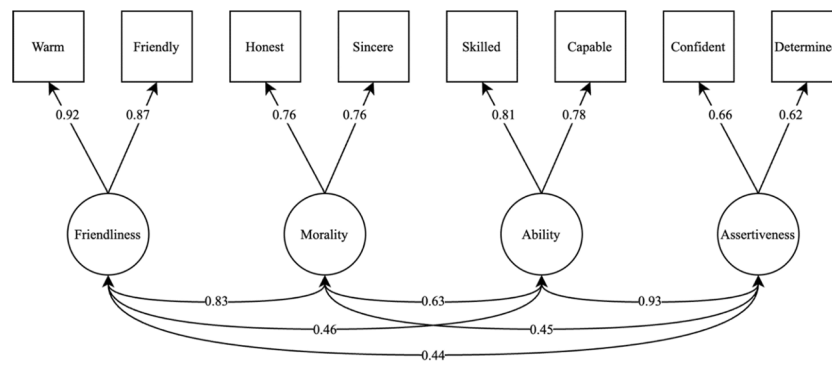 Warm Friendly Honest Sincere Skilled Capable Confident Determine
0.92 0.87 0.76 0.76 0.81 0.78 0.66 0.62
Friendliness Morality Ability Assertiveness
0.83 0.63 0.93
0.46 0.45
0.44